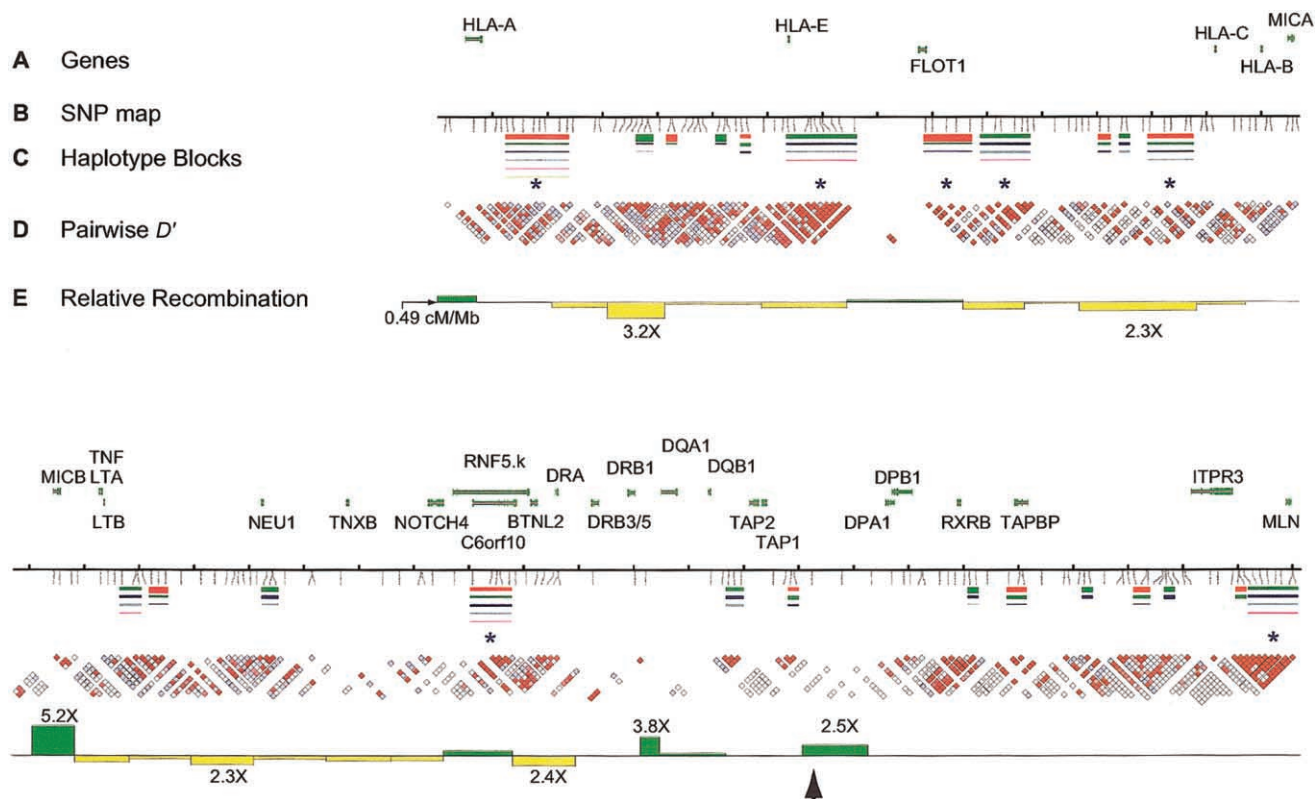 HLA-A HLA-E HLA-C MICA
A Genes
FLOT1 HLA-B
B SNP map
C Haplotype Blocks
* * * * *
D Pairwise D'
E Relative Recombination
0.49 cM/Mb 3.2X 2.3X
TNF RNF5.k DQA1
MICB LTA DRA DRB1 DQB1 DPB1 ITPR3
LTB NEU1 TNXB NOTCH4 BTNL2 DRB3/5 TAP2 DPA1 RXRB TAPBP MLN
C6orf10 TAP1
* *
5.2X 3.8X 2.5X
2.3X 2.4X